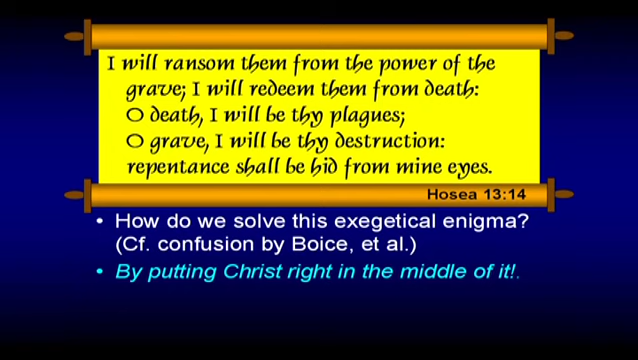 I will ransom them from the power of the
grave; I will redeem them from death:
O death, I will be thy plagues;
O grave, I will be thy destruction:
repentance shall be hid from mine eyes.
Hosea 13:14
• How do we solve this exegetical enigma?
(Cf. confusion by Boice, et al.)
• By putting Christ right in the middle of it!.